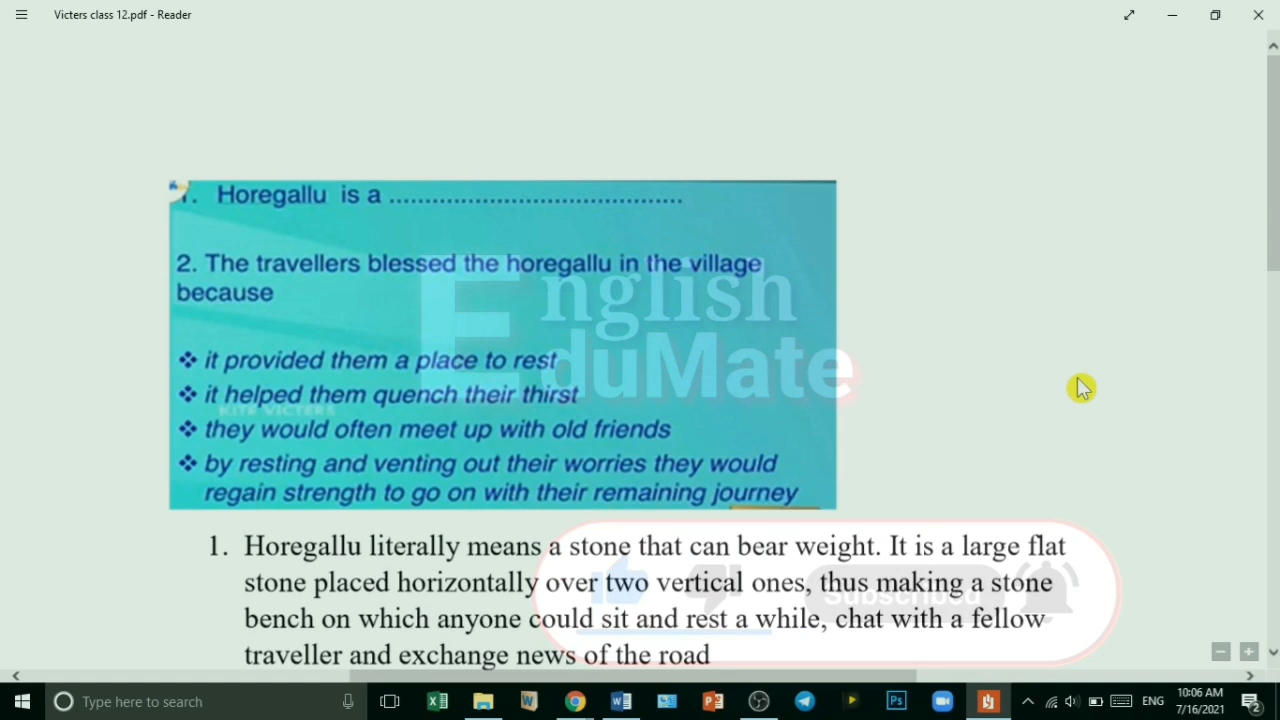 Victers class 12.pdf - Reader
1. Horegallu is a .........................................
2. The travellers blessed the horegallu in the village
because
❖ it provided them a place to rest
❖ it helped them quench their thirst
KITE VICTERS
❖ they would often meet up with old friends
❖ by resting and venting out their worries they would
regain strength to go on with their remaining journey
English
EduMate
1. Horegallu literally means a stone that can bear weight. It is a large flat
stone placed horizontally over two vertical ones, thus making a stone
bench on which anyone could sit and rest a while, chat with a fellow
traveller and exchange news of the road
Subscribed
Type here to search
ENG
10:06 AM
7/16/2021
2